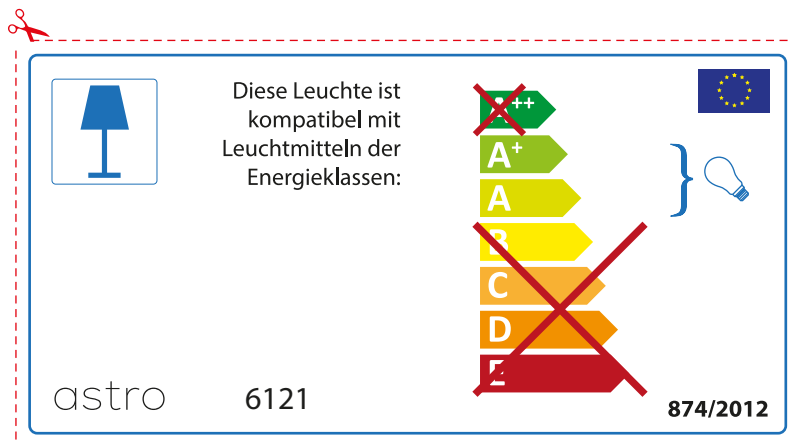 Diese Leuchte ist
kompatibel mit
Leuchtmitteln der
Energieklassen:
A++
A+
A
B
C
D
E
astro
6121
874/2012